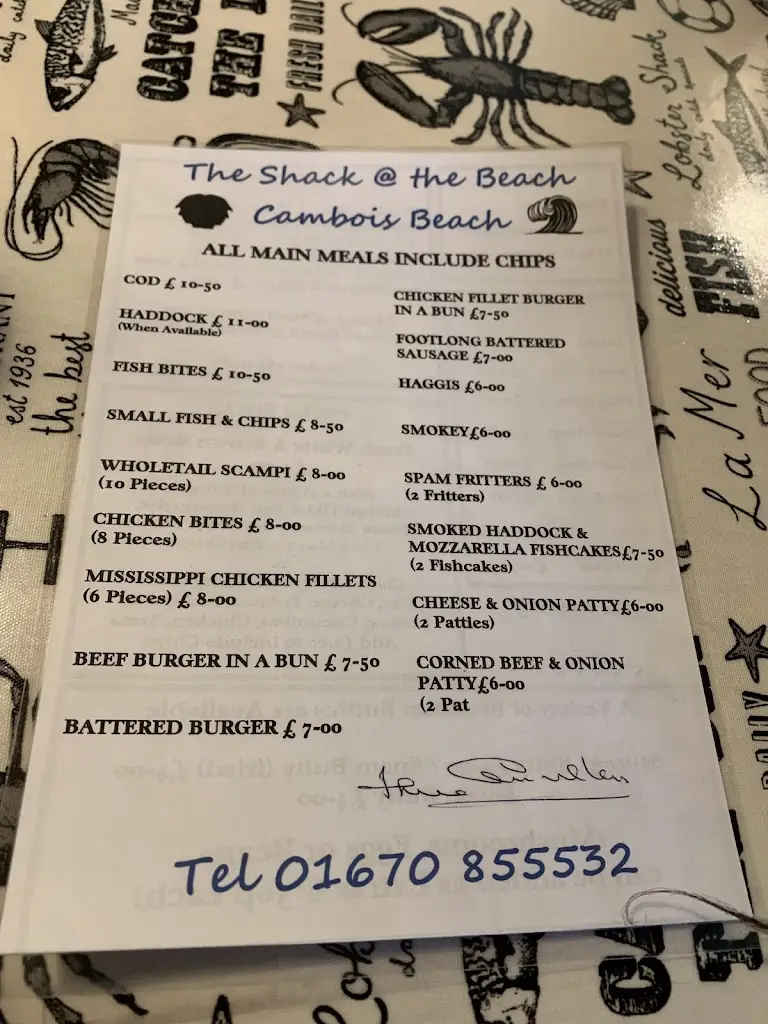 daily catch
CATCH
THE
FRESH DAILY
Lobster Shack
delicious
FISH
est 1936
the best
La Mer
FOOD
DAILY
The Shack @ the Beach
Cambois Beach
ALL MAIN MEALS INCLUDE CHIPS
COD £ 10-50
HADDOCK £ 11-00
(When Available)
FISH BITES £ 10-50
SMALL FISH & CHIPS £ 8-50
WHOLETAIL SCAMPI £ 8-00
(10 Pieces)
CHICKEN BITES £ 8-00
(8 Pieces)
MISSISSIPPI CHICKEN FILLETS
(6 Pieces) £ 8-00
BEEF BURGER IN A BUN £ 7-50
BATTERED BURGER £ 7-00
CHICKEN FILLET BURGER
IN A BUN £7-50
FOOTLONG BATTERED
SAUSAGE £7-00
HAGGIS £6-00
SMOKEY£6-00
SPAM FRITTERS £ 6-00
(2 Fritters)
SMOKED HADDOCK &
MOZZARELLA FISHCAKES£7-50
(2 Fishcakes)
CHEESE & ONION PATTY£6-00
(2 Patties)
CORNED BEEF & ONION
PATTY£6-00
(2 Pat
Tel 01670 855532